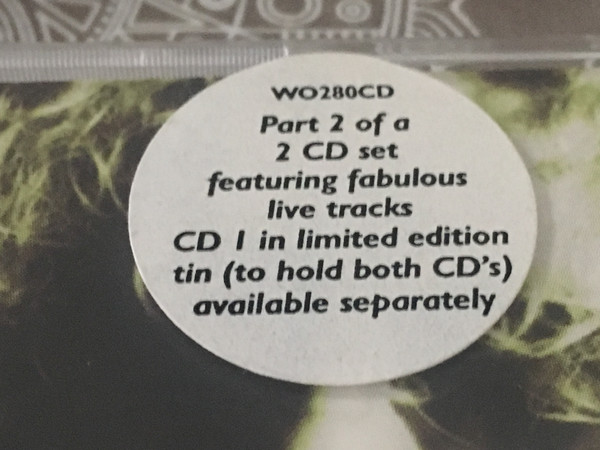 WO280CD
Part 2 of a
2 CD set
featuring fabulous
live tracks
CD 1 in limited edition
tin (to hold both CD's)
available separately